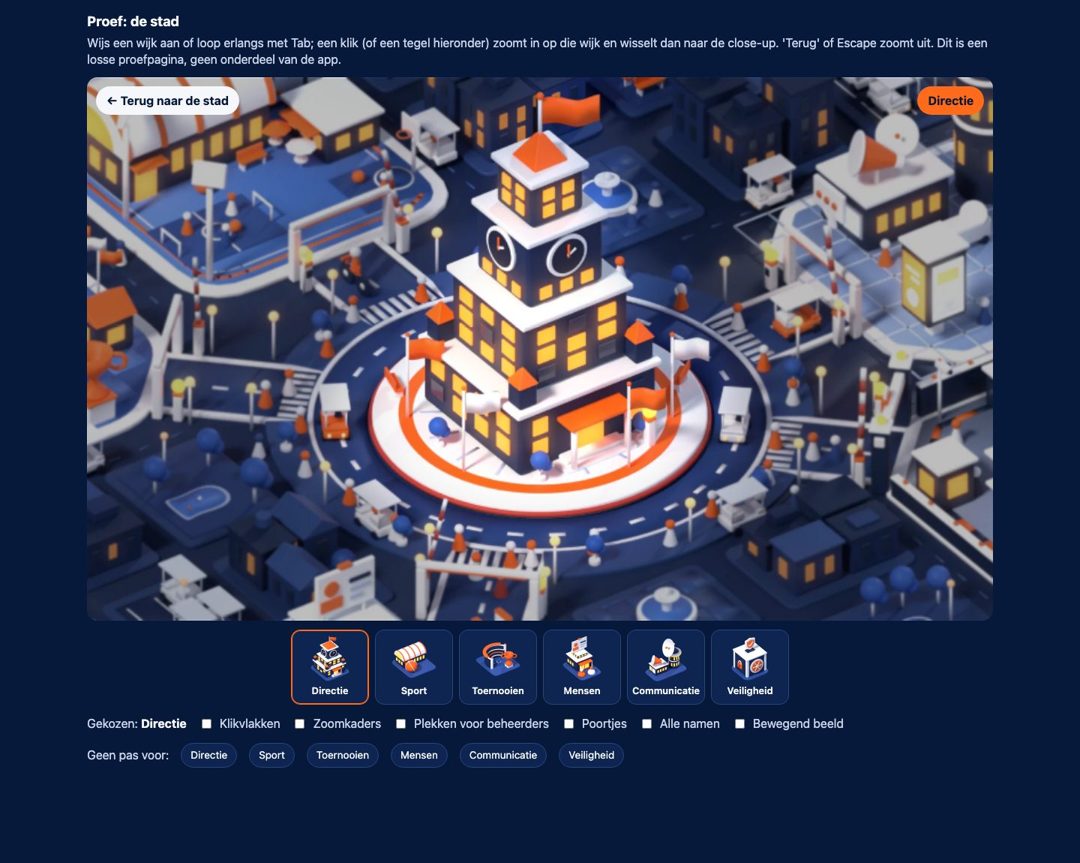 Proef: de stad
Wijs een wijk aan of loop erlangs met Tab; een klik (of een tegel hieronder) zoomt in op die wijk en wisselt dan naar de close-up. 'Terug' of Escape zoomt uit. Dit is een
losse proefpagina, geen onderdeel van de app.
← Terug naar de stad
Directie
Directie
Sport
Toernooien
Mensen
Communicatie
Veiligheid
Gekozen: Directie
Klikvlakken
Zoomkaders
Plekken voor beheerders
Poortjes
Alle namen
Bewegend beeld
Geen pas voor:
Directie
Sport
Toernooien
Mensen
Communicatie
Veiligheid